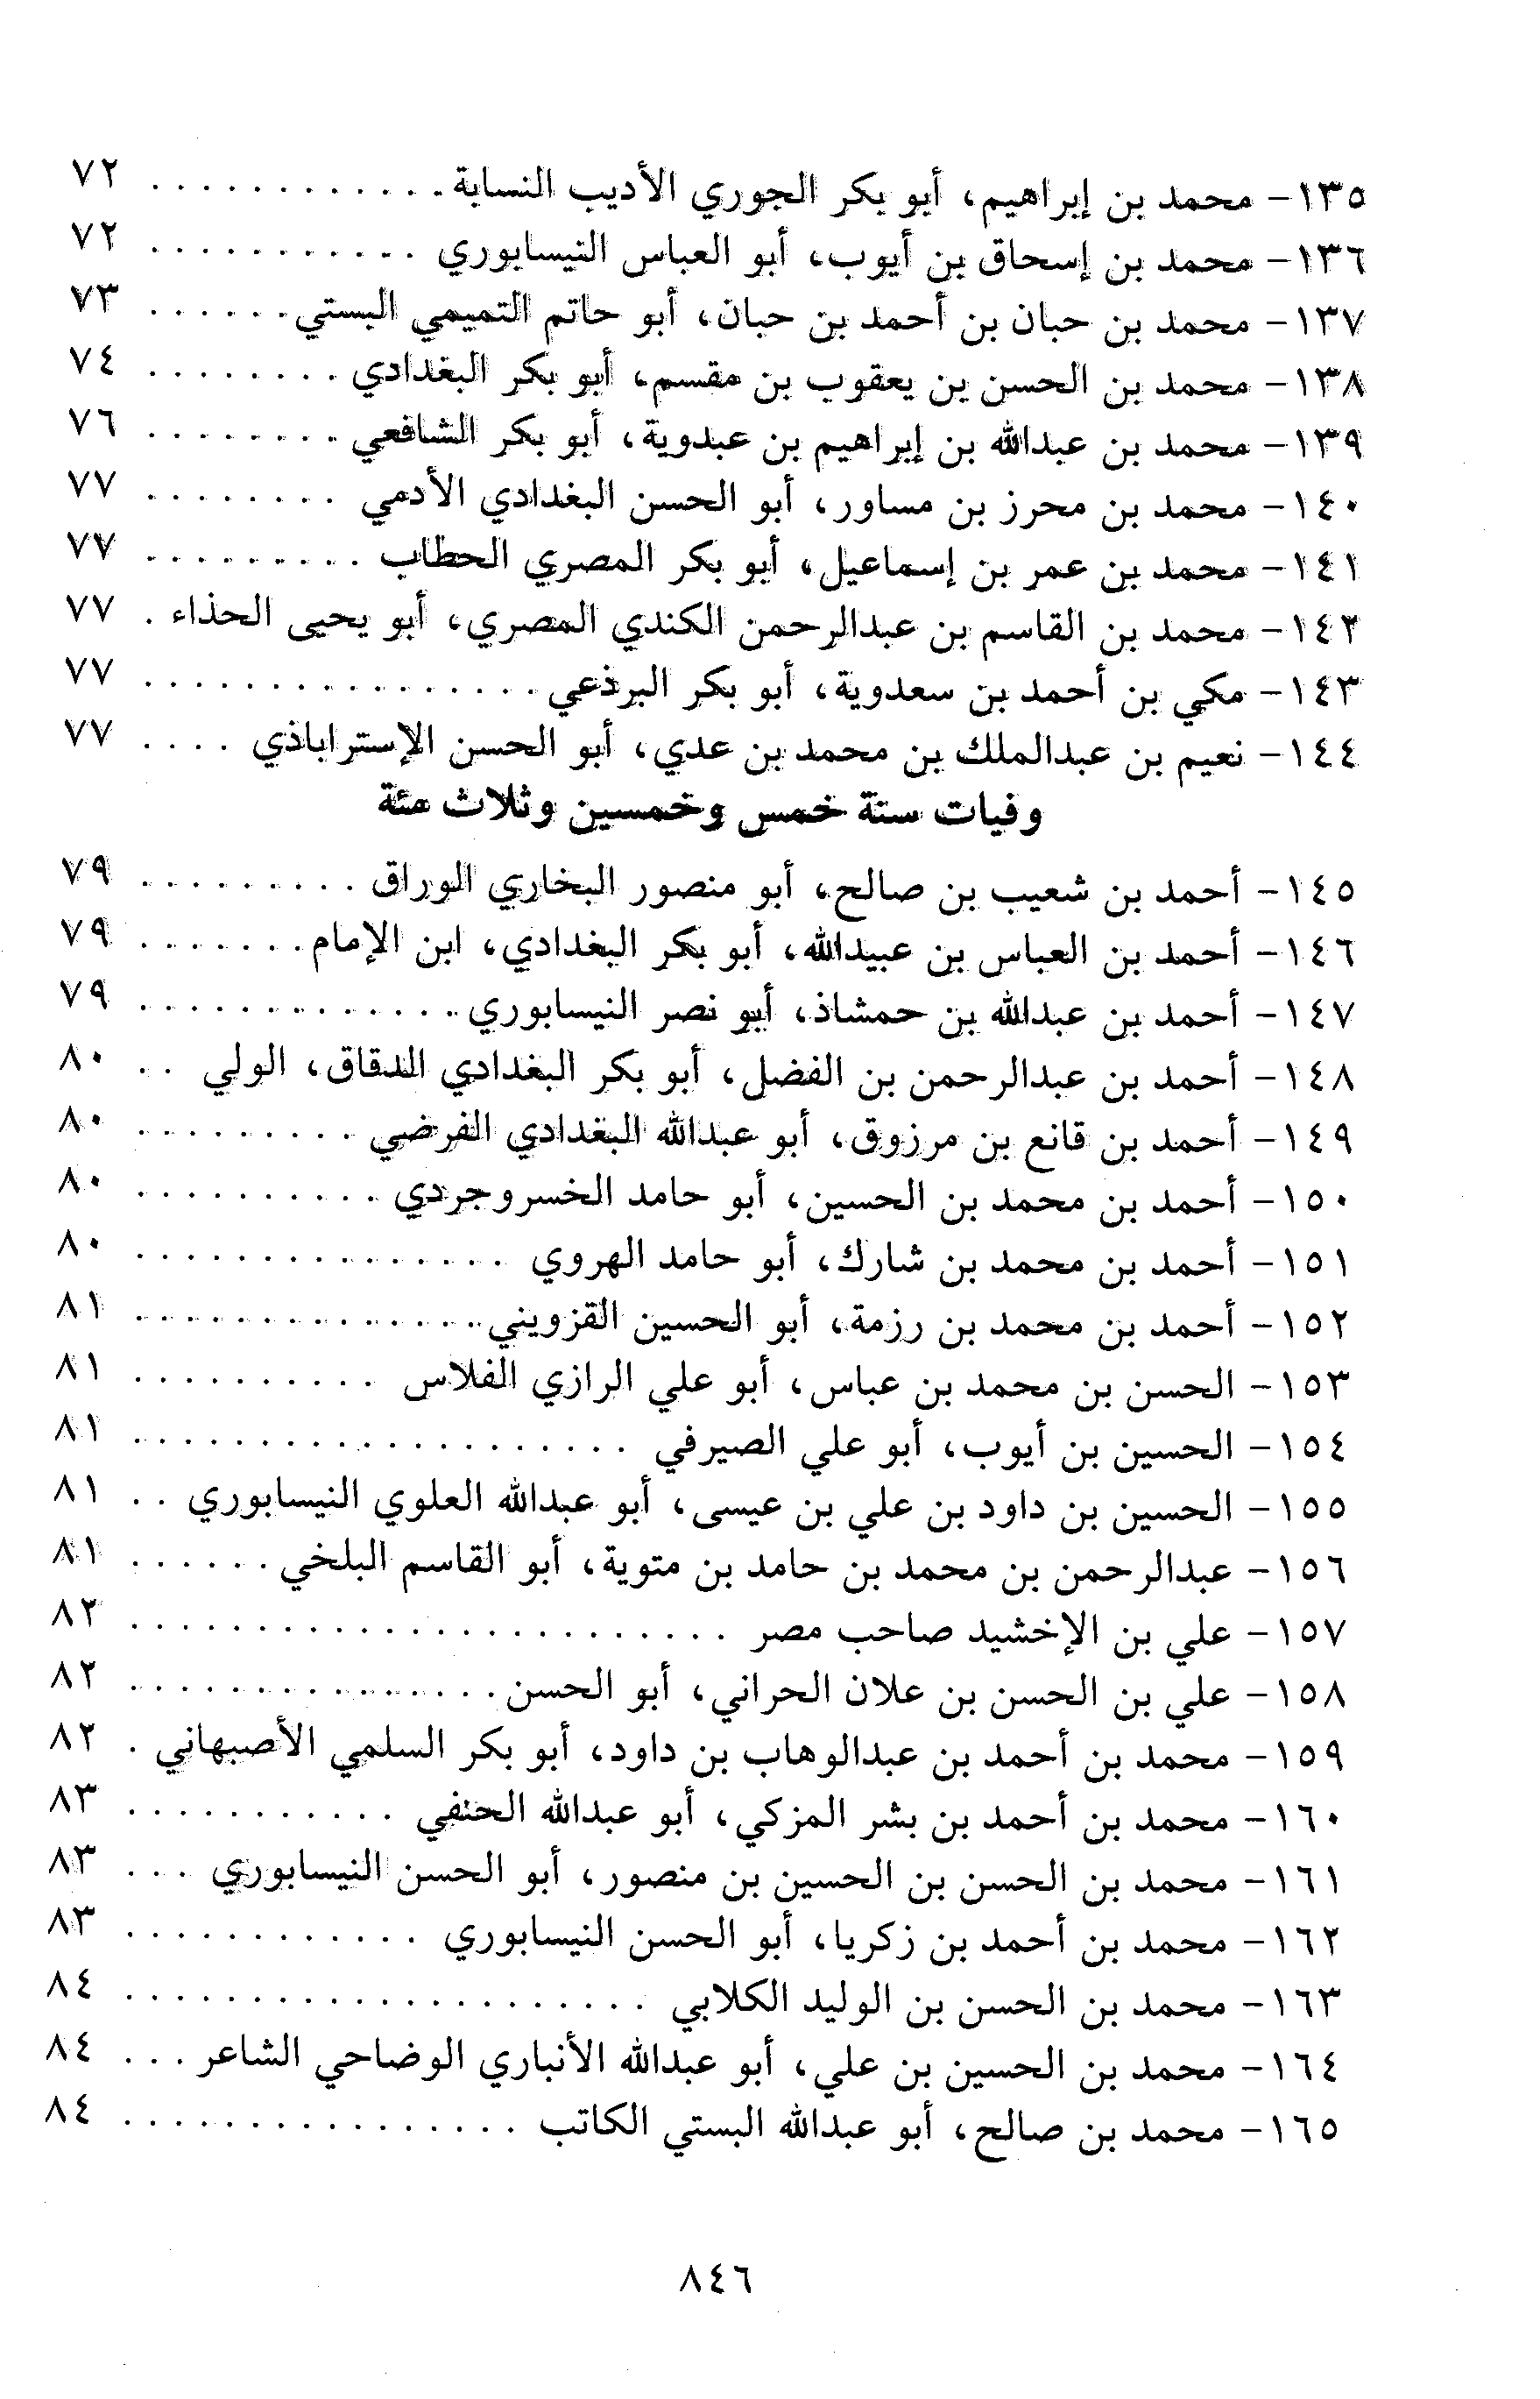 ١٣٥- محمد بن إبراهيم، أبو بكر الجوري الأديب النسابة ............ ٧٢
١٣٦- محمد بن إسحاق بن أيوب، أبو العباس النيسابوري ........... ٧٢
١٣٧- محمد بن حبان بن أحمد بن حبان، أبو حاتم التميمي البستي ...... ٧٣
١٣٨- محمد بن الحسن بن يعقوب بن مقسم، أبو بكر البغدادي ........ ٧٤
١٣٩- محمد بن عبدالله بن إبراهيم بن عبدوية، أبو بكر الشافعي ........ ٧٦
١٤٠- محمد بن محرز بن مساور، أبو الحسن البغدادي الأدمي ........ ٧٧
١٤١- محمد بن عمر بن إسماعيل، أبو بكر المصري الحطاب ......... ٧٧
١٤٢- محمد بن القاسم بن عبدالرحمن الكندي المصري، أبو يحيى الحذاء . ٧٧
١٤٣- مكي بن أحمد بن سعدوية، أبو بكر البرذعي ................ ٧٧
١٤٤- نعيم بن عبدالملك بن محمد بن عدي، أبو الحسن الإستراباذي .... ٧٧
وفيات سنة خمس وخمسين وثلاث مئة
١٤٥- أحمد بن شعيب بن صالح، أبو منصور البخاري الوراق ......... ٧٩
١٤٦- أحمد بن العباس بن عبيدالله، أبو بكر البغدادي، ابن الإمام ....... ٧٩
١٤٧- أحمد بن عبدالله بن حمشاذ، أبو نصر النيسابوري ............. ٧٩
١٤٨- أحمد بن عبدالرحمن بن الفضل، أبو بكر البغدادي الدقاق، الولي .. ٨٠
١٤٩- أحمد بن قانع بن مرزوق، أبو عبدالله البغدادي الفرضي ......... ٨٠
١٥٠- أحمد بن محمد بن الحسين، أبو حامد الخسروجردي .......... ٨٠
١٥١- أحمد بن محمد بن شارك، أبو حامد الهروي ............... ٨٠
١٥٢- أحمد بن محمد بن رزمة، أبو الحسين القزويني .............. ٨١
١٥٣- الحسن بن محمد بن عباس، أبو علي الرازي الفلاس .......... ٨١
١٥٤- الحسين بن أيوب، أبو علي الصيرفي .................... ٨١
١٥٥- الحسين بن داود بن علي بن عيسى، أبو عبدالله العلوي النيسابوري .. ٨١
١٥٦- عبدالرحمن بن محمد بن حامد بن متوية، أبو القاسم البلخي ...... ٨١
١٥٧- علي بن الإخشيد صاحب مصر ........................ ٨٢
١٥٨- علي بن الحسن بن علان الحراني، أبو الحسن ............... ٨٢
١٥٩- محمد بن أحمد بن عبدالوهاب بن داود، أبو بكر السلمي الأصبهاني . ٨٢
١٦٠- محمد بن أحمد بن بشر المزكي، أبو عبدالله الحنفي ........... ٨٣
١٦١- محمد بن الحسن بن الحسين بن منصور، أبو الحسن النيسابوري ... ٨٣
١٦٢- محمد بن أحمد بن زكريا، أبو الحسن النيسابوري ............ ٨٣
١٦٣- محمد بن الحسن بن الوليد الكلابي ..................... ٨٤
١٦٤- محمد بن الحسين بن علي، أبو عبدالله الأنباري الوضاحي الشاعر ... ٨٤
١٦٥- محمد بن صالح، أبو عبدالله البستي الكاتب ................ ٨٤
٨٤٦